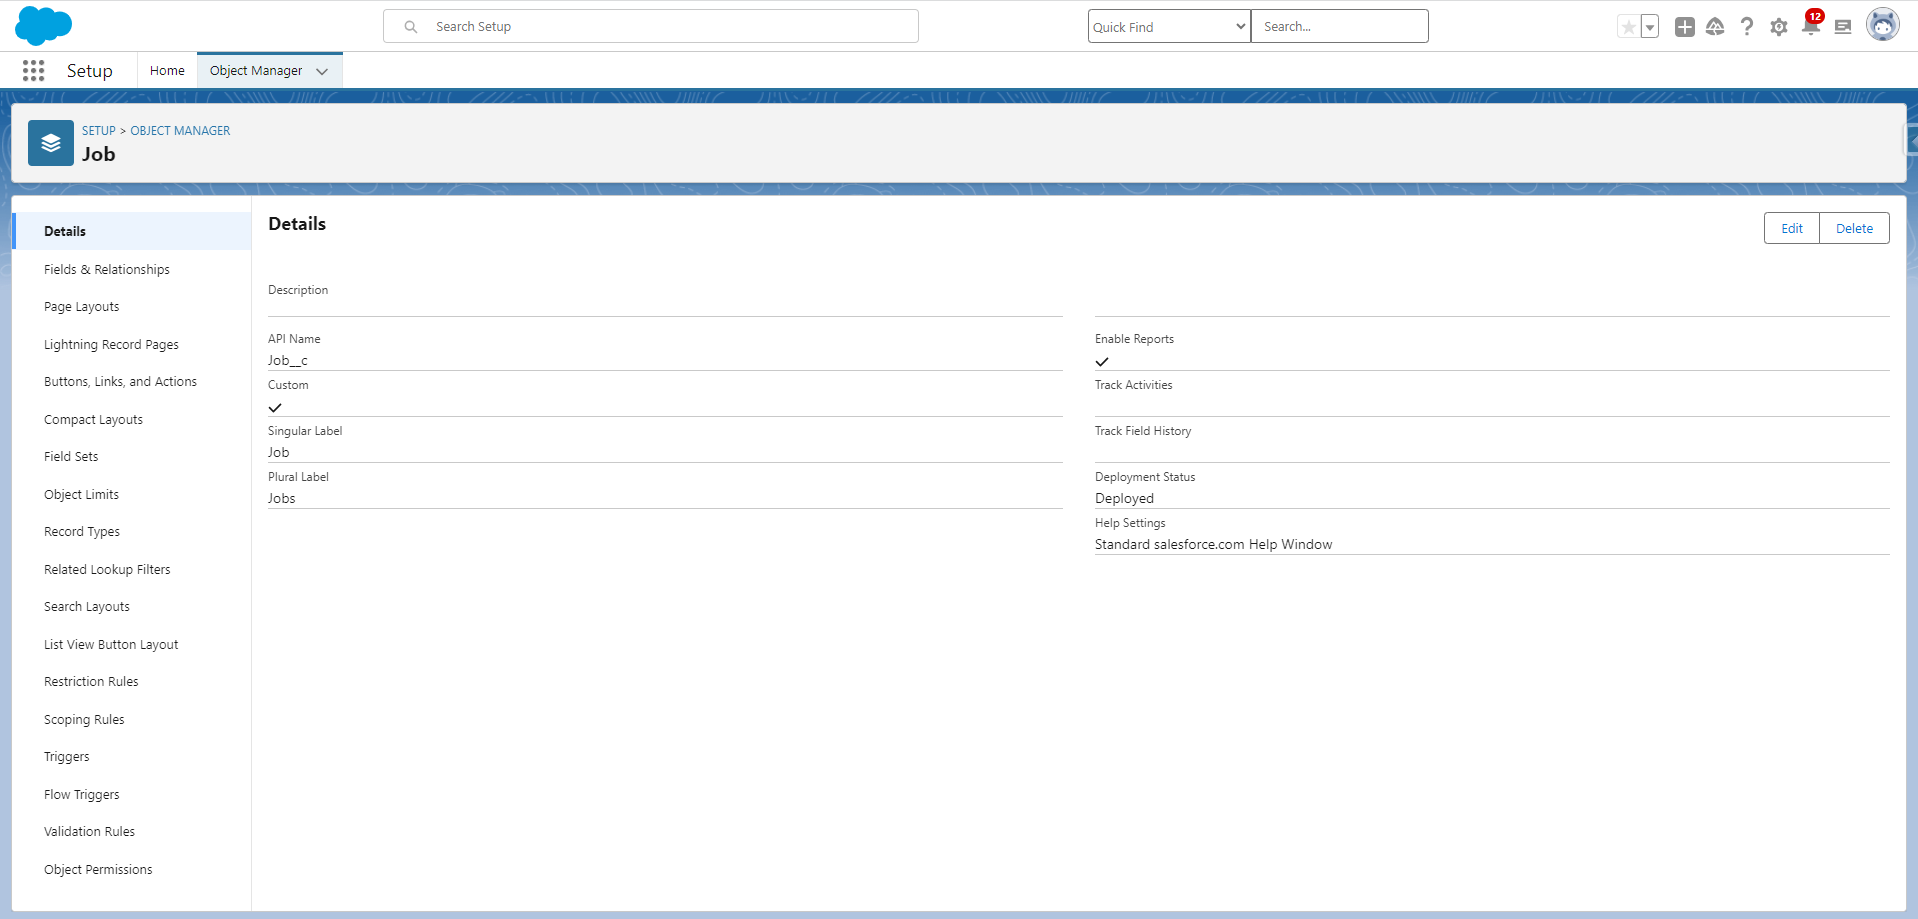 Search Setup
Quick Find
Search...
12
Setup
Home
Object Manager
SETUP > OBJECT MANAGER
Job
Details
Fields & Relationships
Page Layouts
Lightning Record Pages
Buttons, Links, and Actions
Compact Layouts
Field Sets
Object Limits
Record Types
Related Lookup Filters
Search Layouts
List View Button Layout
Restriction Rules
Scoping Rules
Triggers
Flow Triggers
Validation Rules
Object Permissions
Details
Edit
Delete
Description
API Name
Job__c
Custom
Singular Label
Job
Plural Label
Jobs
Enable Reports
Track Activities
Track Field History
Deployment Status
Deployed
Help Settings
Standard salesforce.com Help Window